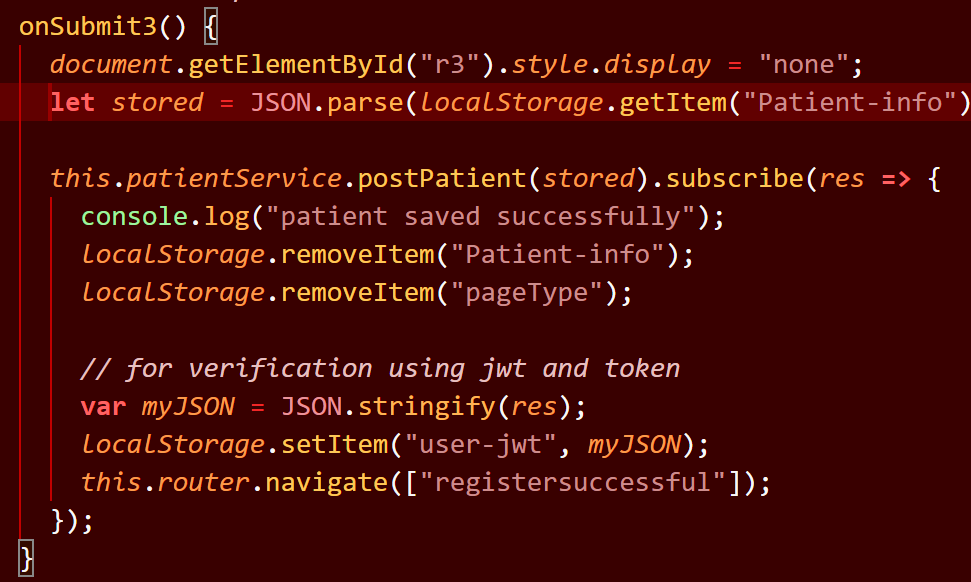 onSubmit3() {
document.getElementById("r3").style.display = "none";
let stored = JSON.parse(localStorage.getItem("Patient-info")
this.patientService.postPatient(stored).subscribe(res => {
console.log("patient saved successfully");
localStorage.removeItem("Patient-info");
localStorage.removeItem("pageType");
// for verification using jwt and token
var myJSON = JSON.stringify(res);
localStorage.setItem("user-jwt", myJSON);
this.router.navigate(["registersuccessful"]);
});
}